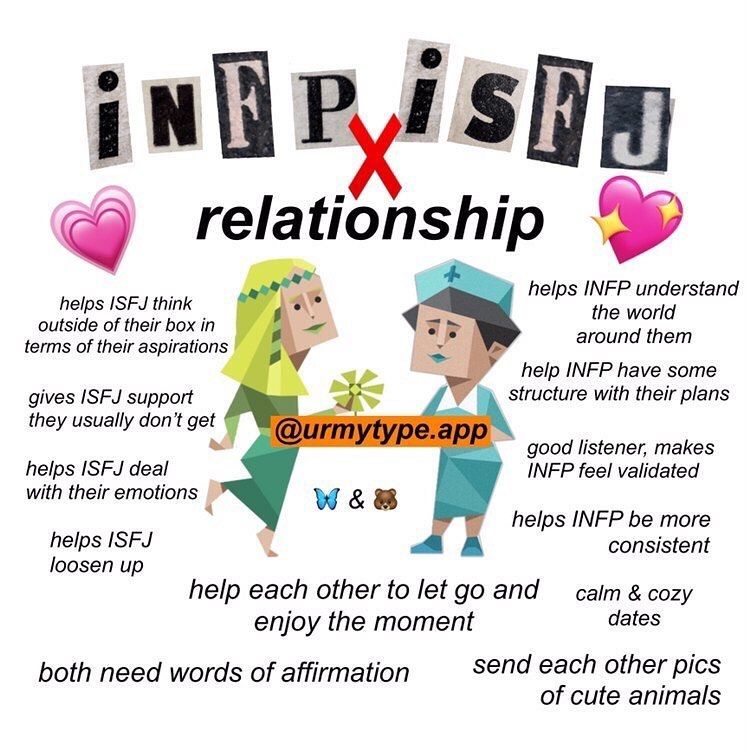 iNFP X iSFJ
relationship
helps ISFJ think
outside of their box in
terms of their aspirations
gives ISFJ support
they usually don’t get
helps ISFJ deal
with their emotions
helps ISFJ
loosen up
@urmytype.app
&
helps INFP understand
the world
around them
help INFP have some
structure with their plans
good listener, makes
INFP feel validated
helps INFP be more
consistent
help each other to let go and
enjoy the moment
calm & cozy
dates
both need words of affirmation
send each other pics
of cute animals